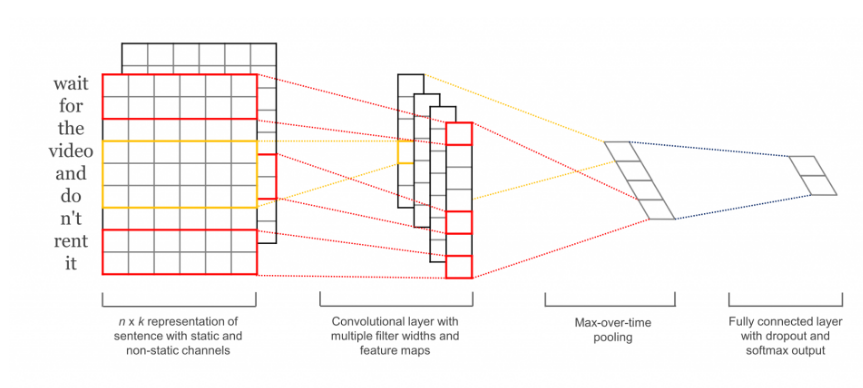 wait
for
the
video
and
do
n't
rent
it
n x k representation of
sentence with static and
non-static channels
Convolutional layer with
multiple filter widths and
feature maps
Max-over-time
pooling
Fully connected layer
with dropout and
softmax output